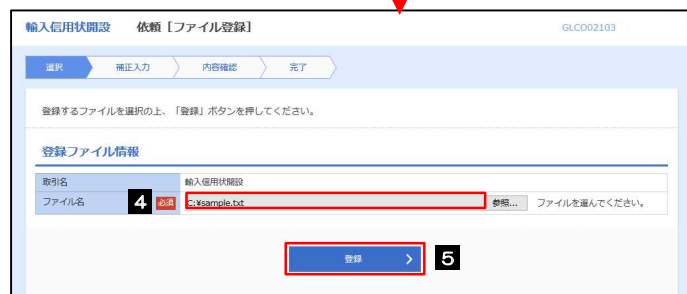 輸入信用状開設 依頼［ファイル登録］ GLCO02103
選択 補正入力 内容確認 完了
登録するファイルを選択の上、「登録」ボタンを押してください。
登録ファイル情報
取引名 輸入信用状開設
ファイル名 4 必須 C:¥sample.txt 参照... ファイルを選んでください。
登録 5